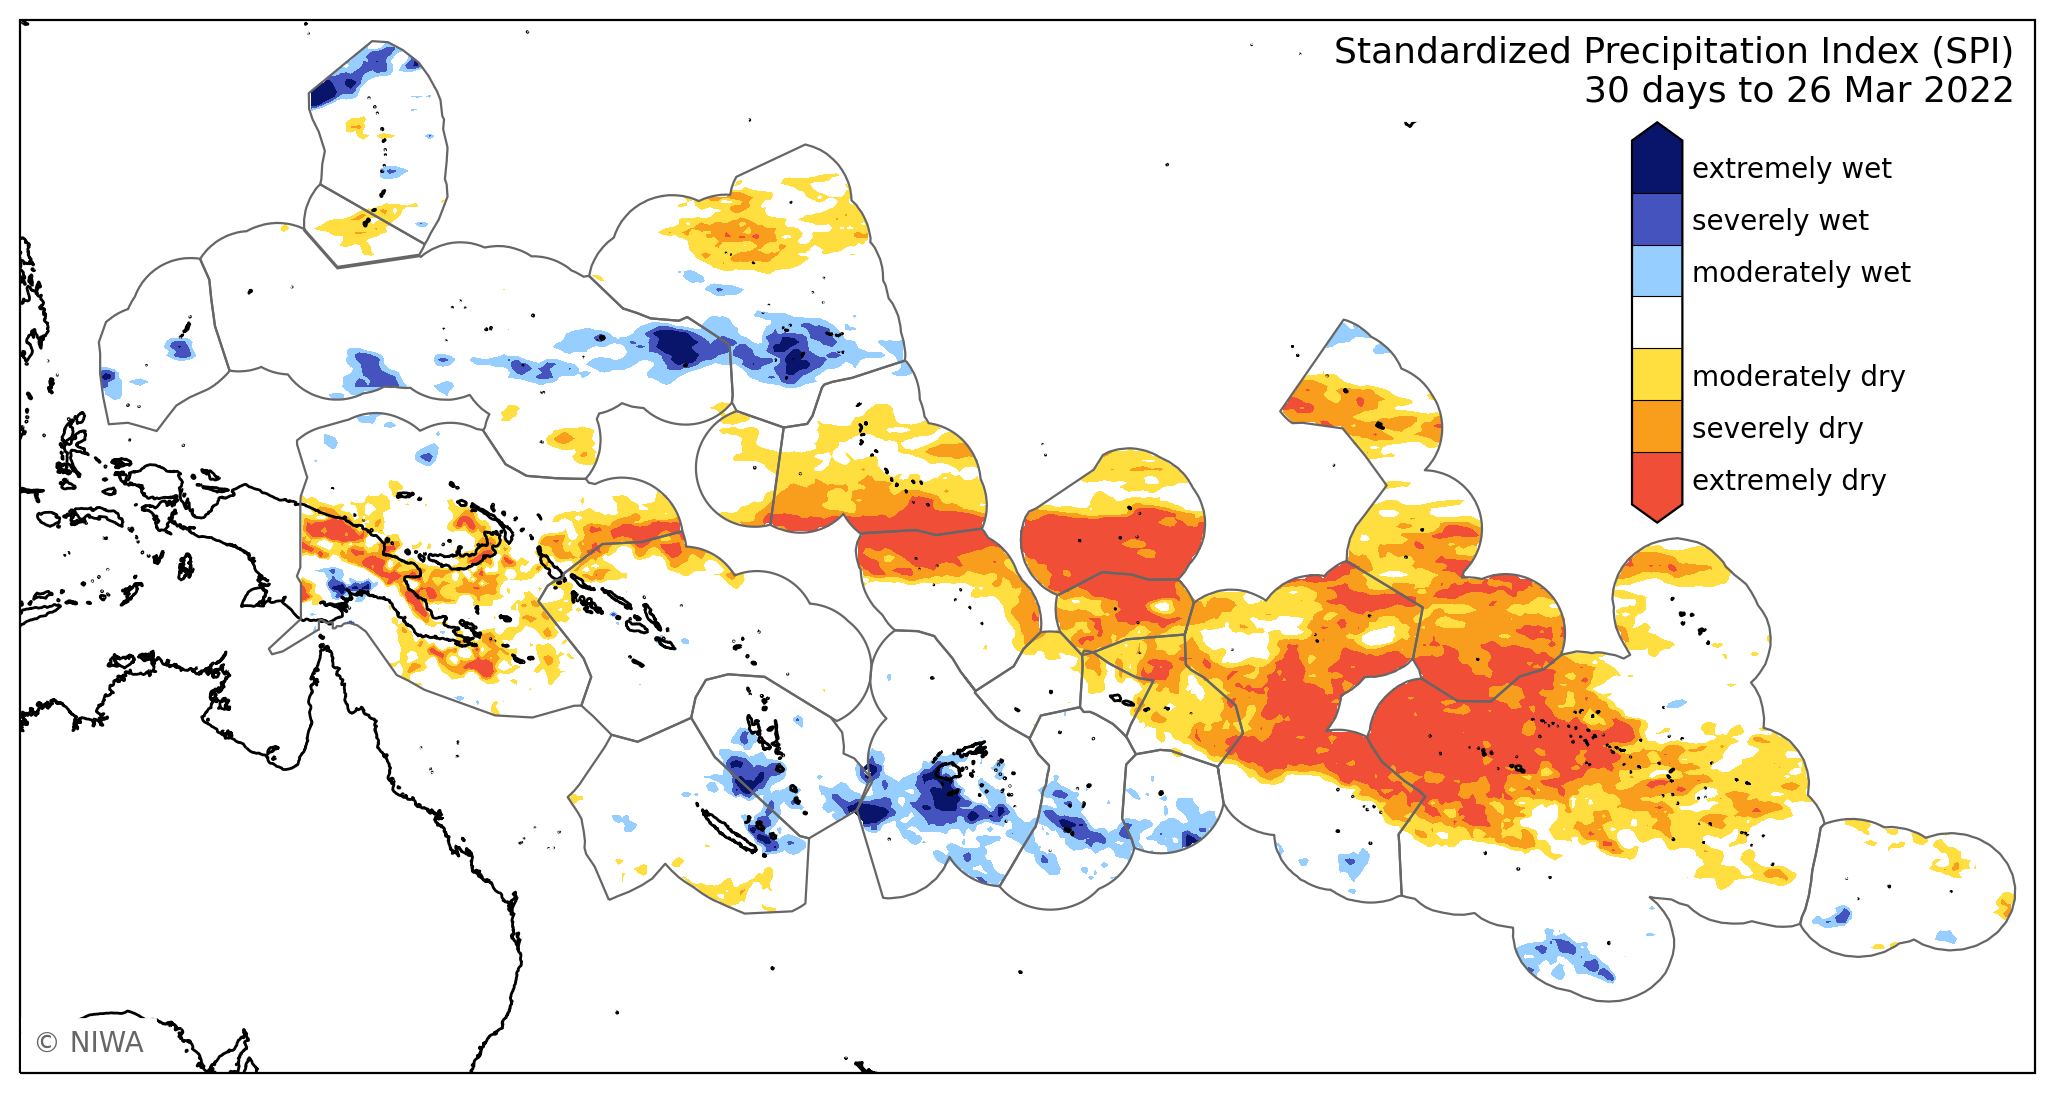 Standardized Precipitation Index (SPI)
30 days to 26 Mar 2022
extremely wet
severely wet
moderately wet
moderately dry
severely dry
extremely dry
© NIWA